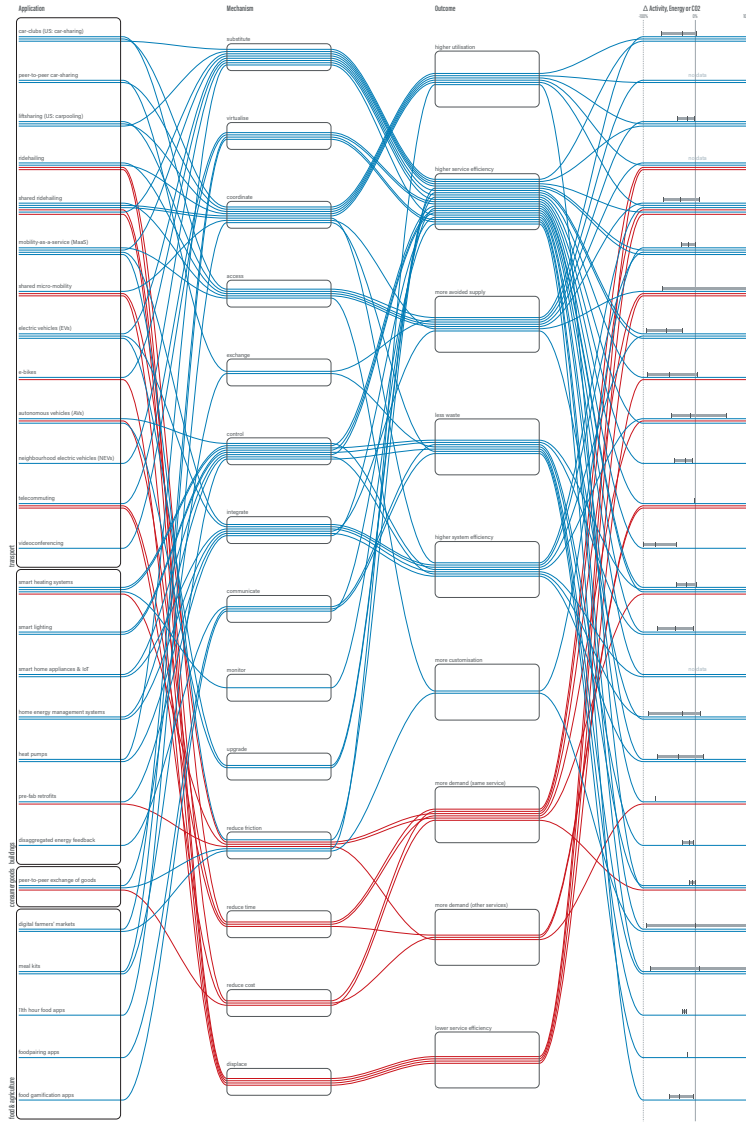 Application
Mechanism
Outcome
Δ Activity, Energy or CO2
-100%
0%
car-clubs (US: car-sharing)
peer-to-peer car-sharing
liftsharing (US: carpooling)
ridehailing
shared ridehailing
mobility-as-a-service (MaaS)
shared micro-mobility
electric vehicles (EVs)
e-bikes
autonomous vehicles (AVs)
neighbourhood electric vehicles (NEVs)
telecommuting
videoconferencing
transport
smart heating systems
smart lighting
smart home appliances & IoT
home energy management systems
heat pumps
pre-fab retrofits
disaggregated energy feedback
buildings
peer-to-peer exchange of goods
consumer goods
digital farmers' markets
meal kits
11th hour food apps
foodpairing apps
food gamification apps
food & agriculture
substitute
virtualise
coordinate
access
exchange
control
integrate
communicate
monitor
upgrade
reduce friction
reduce time
reduce cost
displace
higher utilisation
higher service efficiency
more avoided supply
less waste
higher system efficiency
more customisation
more demand (same service)
more demand (other services)
lower service efficiency
no data
no data
no data